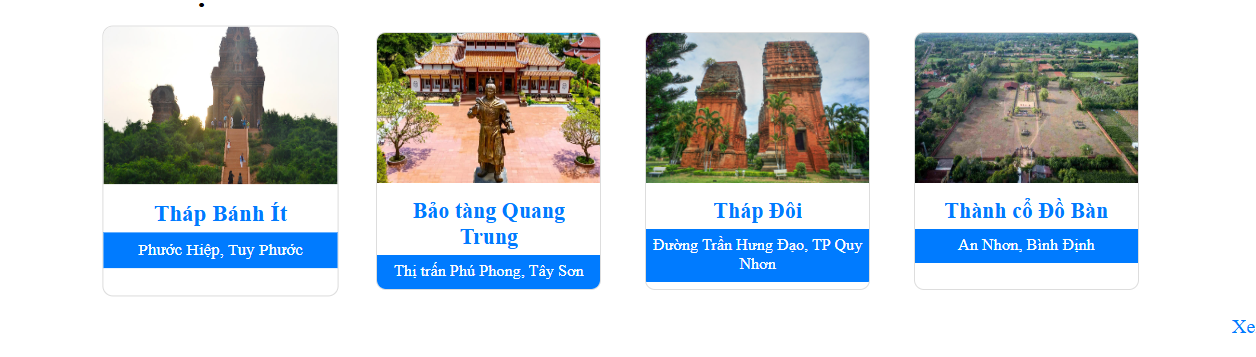 Tháp Bánh Ít
Phước Hiệp, Tuy Phước
Bảo tàng Quang
Trung
Thị trấn Phú Phong, Tây Sơn
Tháp Đôi
Đường Trần Hưng Đạo, TP Quy
Nhơn
Thành cổ Đồ Bàn
An Nhơn, Bình Định
Xe